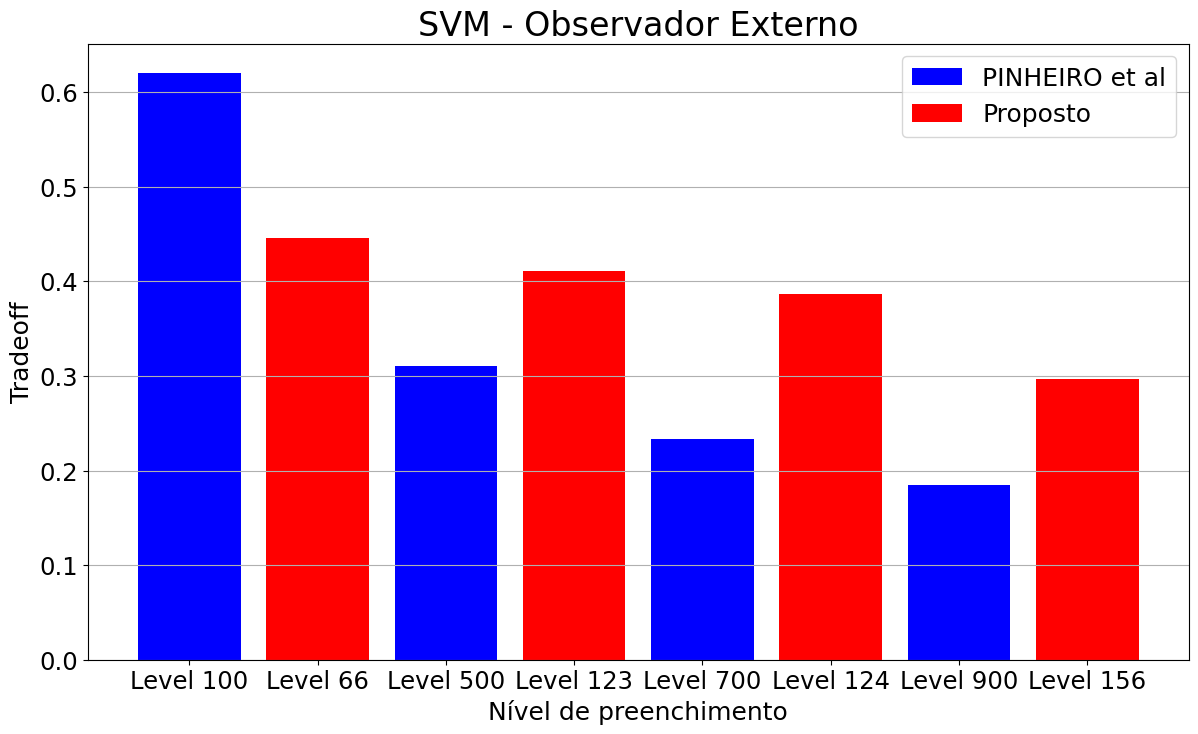 SVM - Observador Externo
PINHEIRO et al
Proposto
Tradeoff
0.6
0.5
0.4
0.3
0.2
0.1
0.0
Level 100 Level 66 Level 500 Level 123 Level 700 Level 124 Level 900 Level 156
Nível de preenchimento